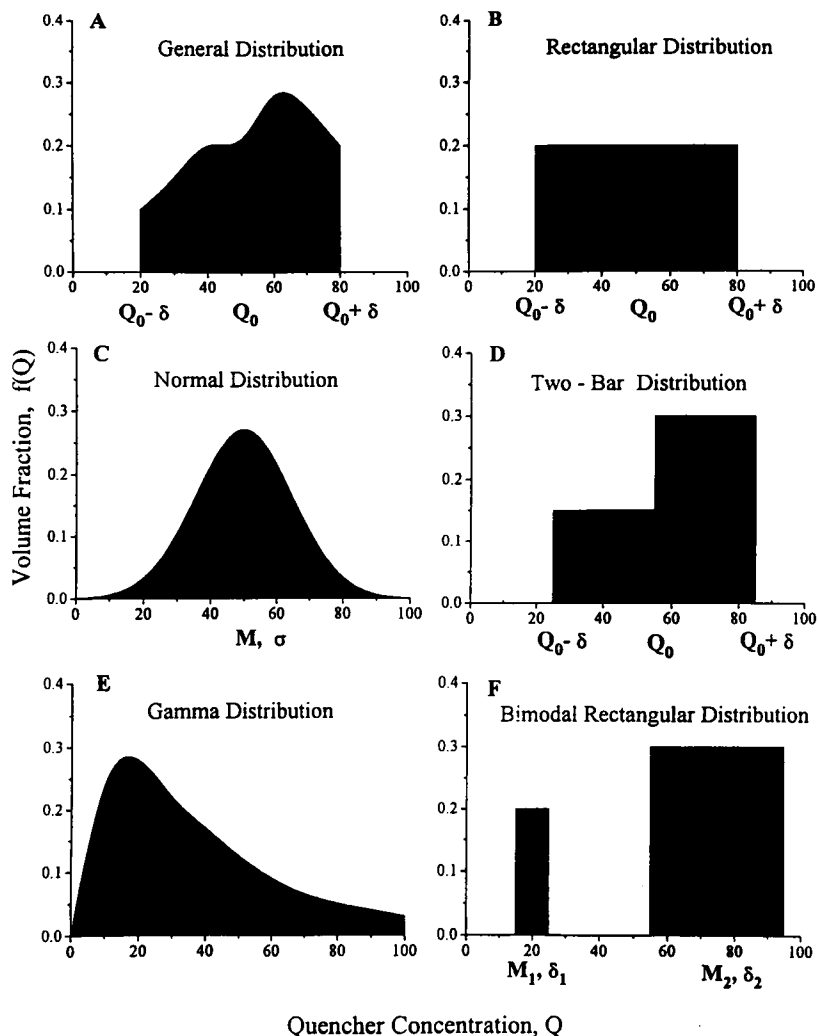 A
General Distribution
0.4
0.3
0.2
0.1
0.0
0 20 40 60 80 100
Q₀- δ Q₀ Q₀+ δ
B
Rectangular Distribution
0.4
0.3
0.2
0.1
0.0
0 20 40 60 80 100
Q₀- δ Q₀ Q₀+ δ
Volume Fraction, f(Q)
C
Normal Distribution
0.4
0.3
0.2
0.1
0.0
0 20 40 60 80 100
M, σ
D
Two - Bar Distribution
0.4
0.3
0.2
0.1
0.0
0 20 40 60 80 100
Q₀- δ Q₀ Q₀+ δ
E
Gamma Distribution
0.4
0.3
0.2
0.1
0.0
0 20 40 60 80 100
F
Bimodal Rectangular Distribution
0.4
0.3
0.2
0.1
0.0
0 20 40 60 80 100
M₁, δ₁ M₂, δ₂
Quencher Concentration, Q